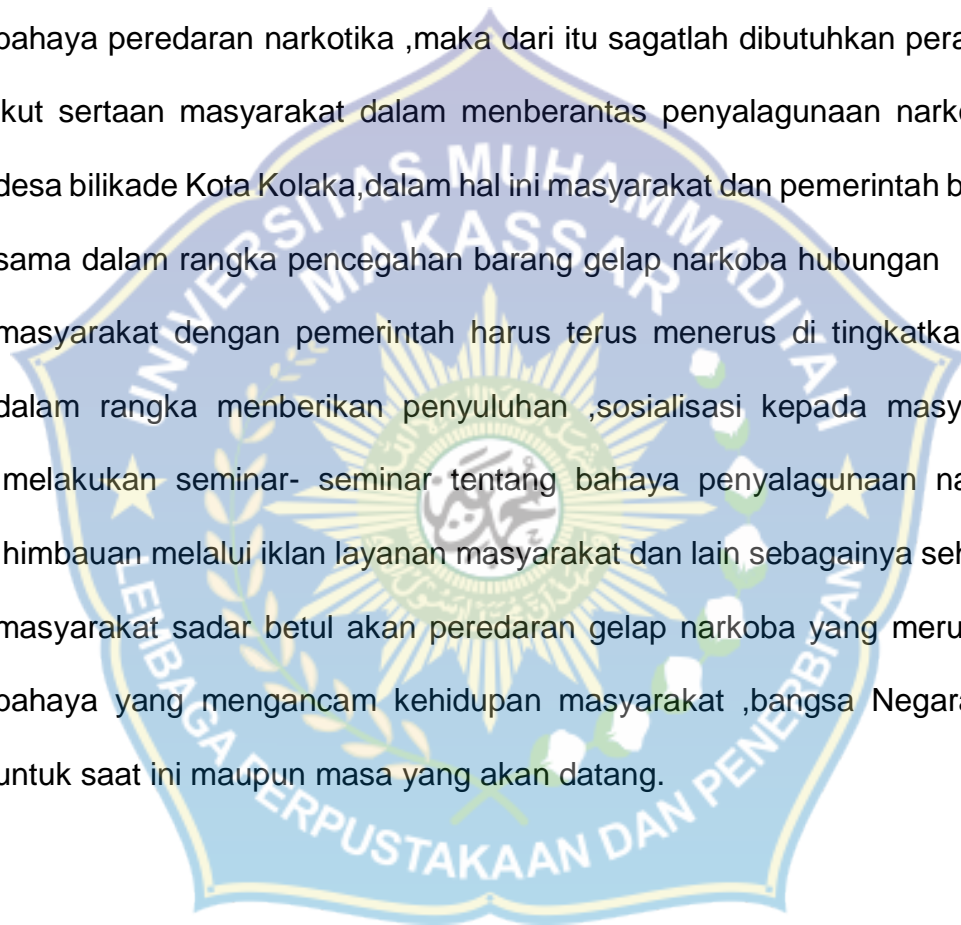 bahaya peredaran narkotika ,maka dari itu sagatlah dibutuhkan pera
kut sertaan masyarakat dalam menberantas penyalagunaan nark
desa bilikade Kota Kolaka,dalam hal ini masyarakat dan pemerintah b
sama dalam rangka pencegahan barang gelap narkoba hubungan
masyarakat dengan pemerintah harus terus menerus di tingkatka
dalam rangka menberikan penyuluhan ,sosialisasi kepada masy
melakukan seminar- seminar tentang bahaya penyalagunaan na
himbauan melalui iklan layanan masyarakat dan lain sebagainya seh
masyarakat sadar betul akan peredaran gelap narkoba yang meru
bahaya yang mengancam kehidupan masyarakat ,bangsa Negara
untuk saat ini maupun masa yang akan datang.
UNIVERSITAS MUHAMMADIYAH
MAKASSAR
LEMBAGA PERPUSTAKAAN DAN PENERBITAN